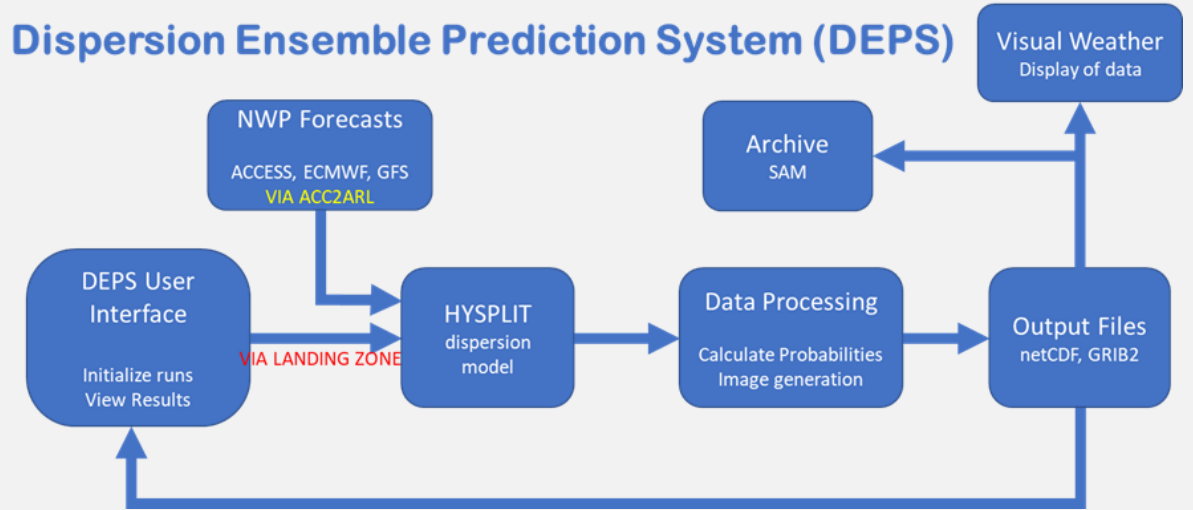 Dispersion Ensemble Prediction System (DEPS)
Visual Weather
Display of data
NWP Forecasts
ACCESS, ECMWF, GFS
VIA ACC2ARL
Archive
SAM
DEPS User
Interface
Initialize runs
View Results
VIA LANDING ZONE
HYSPLIT
dispersion
model
Data Processing
Calculate Probabilities
Image generation
Output Files
netCDF, GRIB2